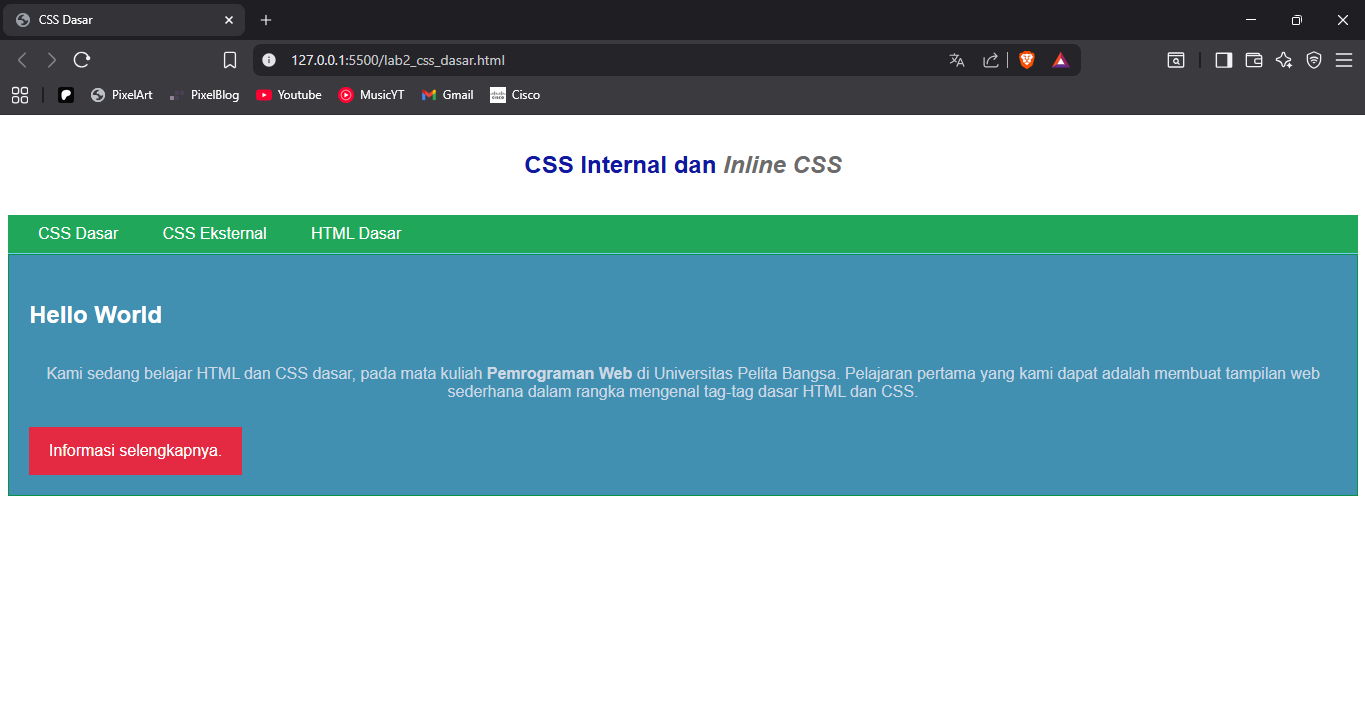 CSS Dasar
127.0.0.1:5500/lab2_css_dasar.html
PixelArt PixelBlog Youtube MusicYT Gmail Cisco
CSS Internal dan Inline CSS
CSS Dasar CSS Eksternal HTML Dasar
Hello World
Kami sedang belajar HTML dan CSS dasar, pada mata kuliah Pemrograman Web di Universitas Pelita Bangsa. Pelajaran pertama yang kami dapat adalah membuat tampilan web
sederhana dalam rangka mengenal tag-tag dasar HTML dan CSS.
Informasi selengkapnya.